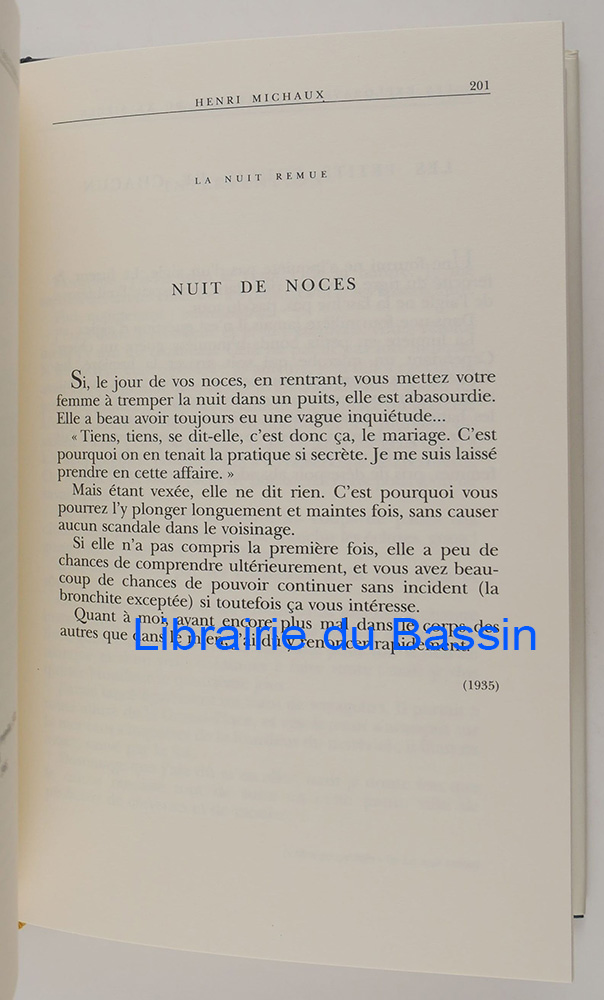 HENRI MICHAUX
201
LA NUIT REMUE
NUIT DE NOCES
Si, le jour de vos noces, en rentrant, vous mettez votre
femme à tremper la nuit dans un puits, elle est abasourdie.
Elle a beau avoir toujours eu une vague inquiétude...
« Tiens, tiens, se dit-elle, c'est donc ça, le mariage. C'est
pourquoi on en tenait la pratique si secrète. Je me suis laissé
prendre en cette affaire. »
Mais étant vexée, elle ne dit rien. C'est pourquoi vous
pourrez l'y plonger longuement et maintes fois, sans causer
aucun scandale dans le voisinage.
Si elle n'a pas compris la première fois, elle a peu de
chances de comprendre ultérieurement, et vous avez beau-
coup de chances de pouvoir continuer sans incident (la
bronchite exceptée) si toutefois ça vous intéresse.
Quant à moi, ayant encore plus mal dans le corps des
autres que dans le mien, j'ai dû y renoncer rapidement.
Librairie du Bassin
(1935)